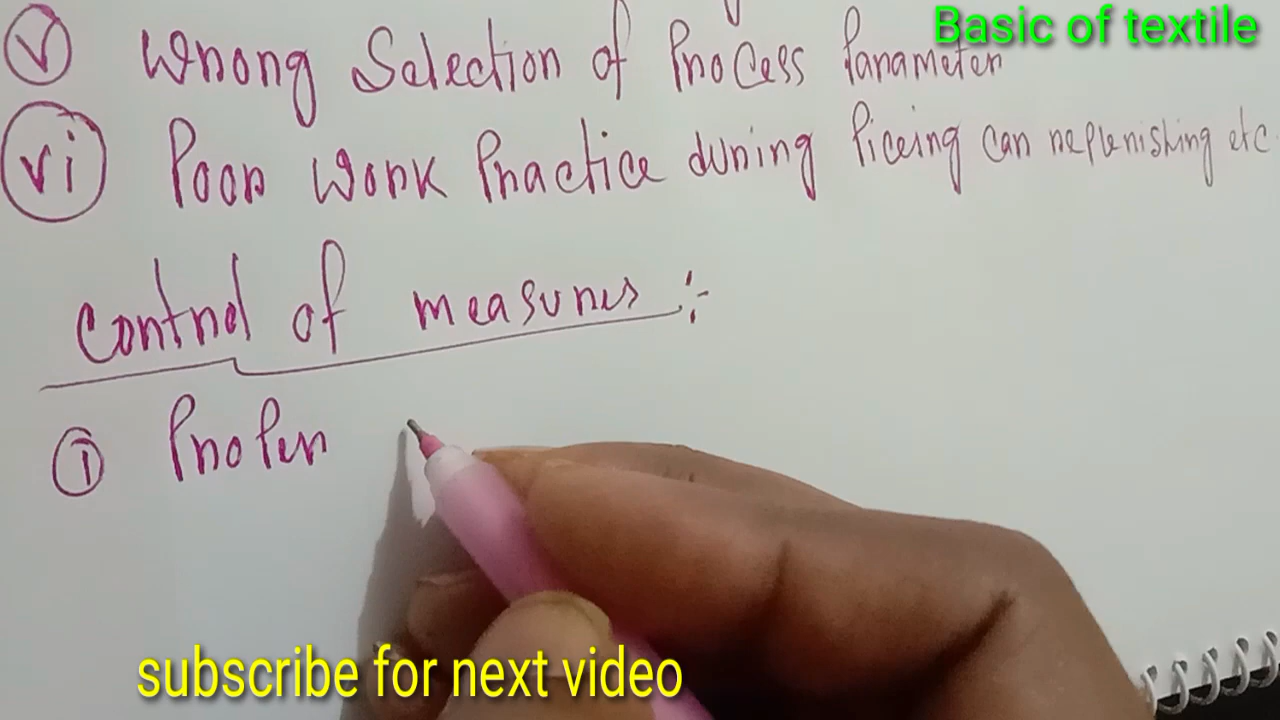 Basic of textile
v Wrong Selection of Process Parameter
vi Poor Work Practice during Piceing Can replenishing etc
Control of measures :-
i Proper
subscribe for next video